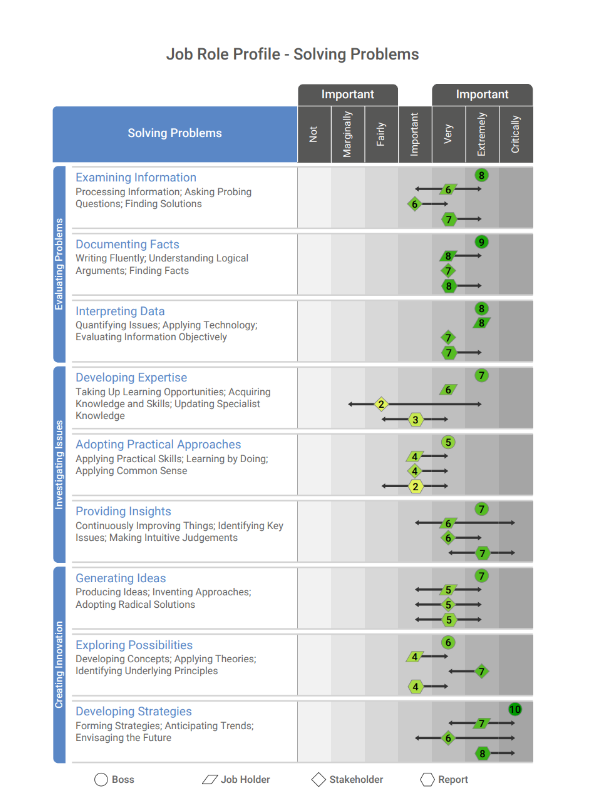 Job Role Profile - Solving Problems
Important
Important
Solving Problems
Not
Marginally
Fairly
Important
Very
Extremely
Critically
Evaluating Problems
Examining Information
Processing Information; Asking Probing
Questions; Finding Solutions
8
6
6
7
Documenting Facts
Writing Fluently; Understanding Logical
Arguments; Finding Facts
9
8
7
8
Interpreting Data
Quantifying Issues; Applying Technology;
Evaluating Information Objectively
8
8
7
7
Investigating Issues
Developing Expertise
Taking Up Learning Opportunities; Acquiring
Knowledge and Skills; Updating Specialist
Knowledge
7
6
2
3
Adopting Practical Approaches
Applying Practical Skills; Learning by Doing;
Applying Common Sense
5
4
4
2
Providing Insights
Continuously Improving Things; Identifying Key
Issues; Making Intuitive Judgements
7
6
6
7
Creating Innovation
Generating Ideas
Producing Ideas; Inventing Approaches;
Adopting Radical Solutions
7
5
5
5
Exploring Possibilities
Developing Concepts; Applying Theories;
Identifying Underlying Principles
6
4
7
4
Developing Strategies
Forming Strategies; Anticipating Trends;
Envisaging the Future
10
7
6
8
Boss
Job Holder
Stakeholder
Report